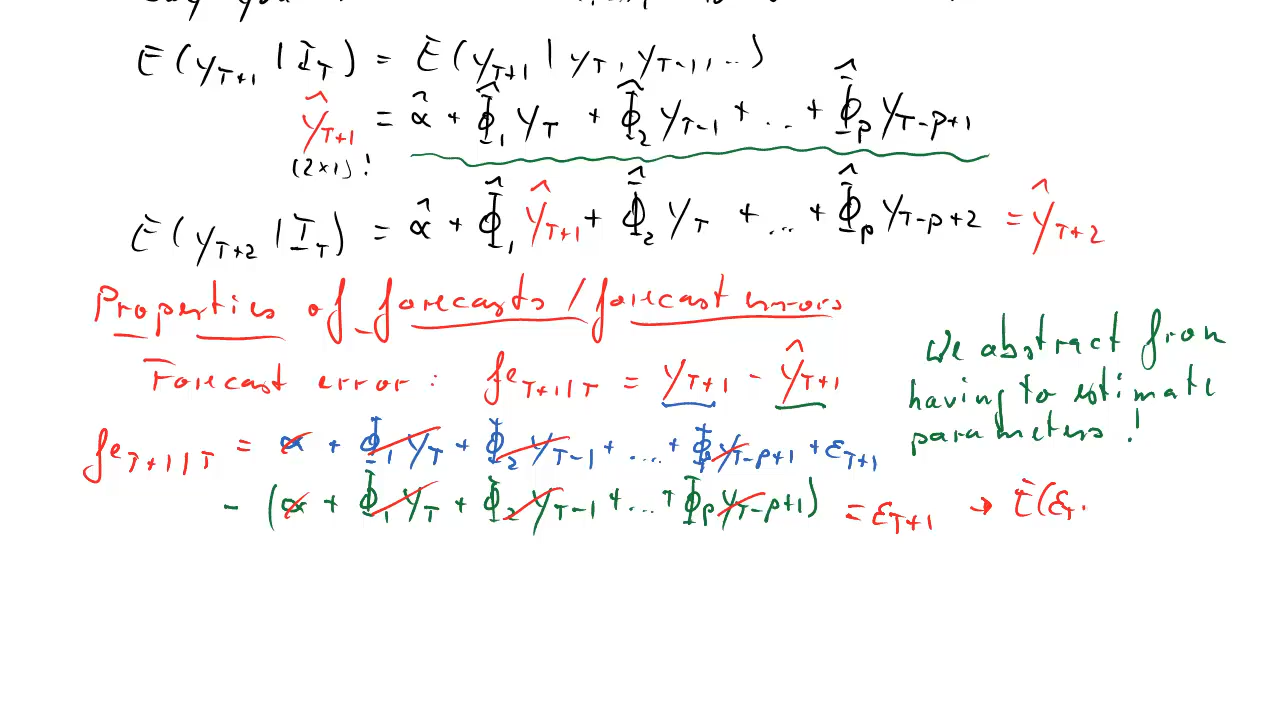 E(y_{T+1} | I_T) = E(y_{T+1} | y_T, y_{T-1}, ..)
ŷ_{T+1} = α̂ + Φ̂_1 y_T + Φ̂_2 y_{T-1} + ... + Φ̂_p y_{T-p+1}
(2×1)!
E(y_{T+2} | I_T) = α̂ + Φ̂_1 ŷ_{T+1} + Φ̂_2 y_T + ... + Φ̂_p y_{T-p+2} = ŷ_{T+2}
Properties of forecasts / forecast errors
Forecast error: fe_{T+1|T} = y_{T+1} - ŷ_{T+1}
We abstract from
having to estimate
parameters!
fe_{T+1|T} = α + Φ_1 y_T + Φ_2 y_{T-1} + .... + Φ_p y_{T-p+1} + ε_{T+1}
- (α + Φ_1 y_T + Φ_2 y_{T-1} + ... + Φ_p y_{T-p+1}) = ε_{T+1} → E(ε_T.